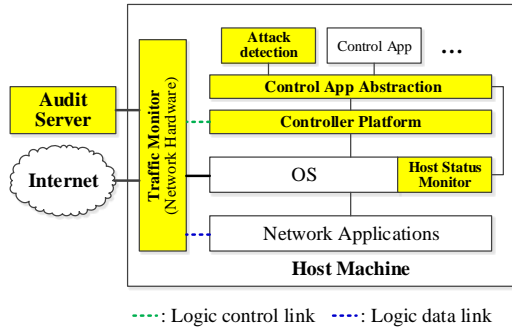 Attack
detection
Control App
...
Control App Abstraction
Audit
Server
Traffic Monitor
(Network Hardware)
Controller Platform
Internet
OS
Host Status
Monitor
Network Applications
Host Machine
: Logic control link
: Logic data link